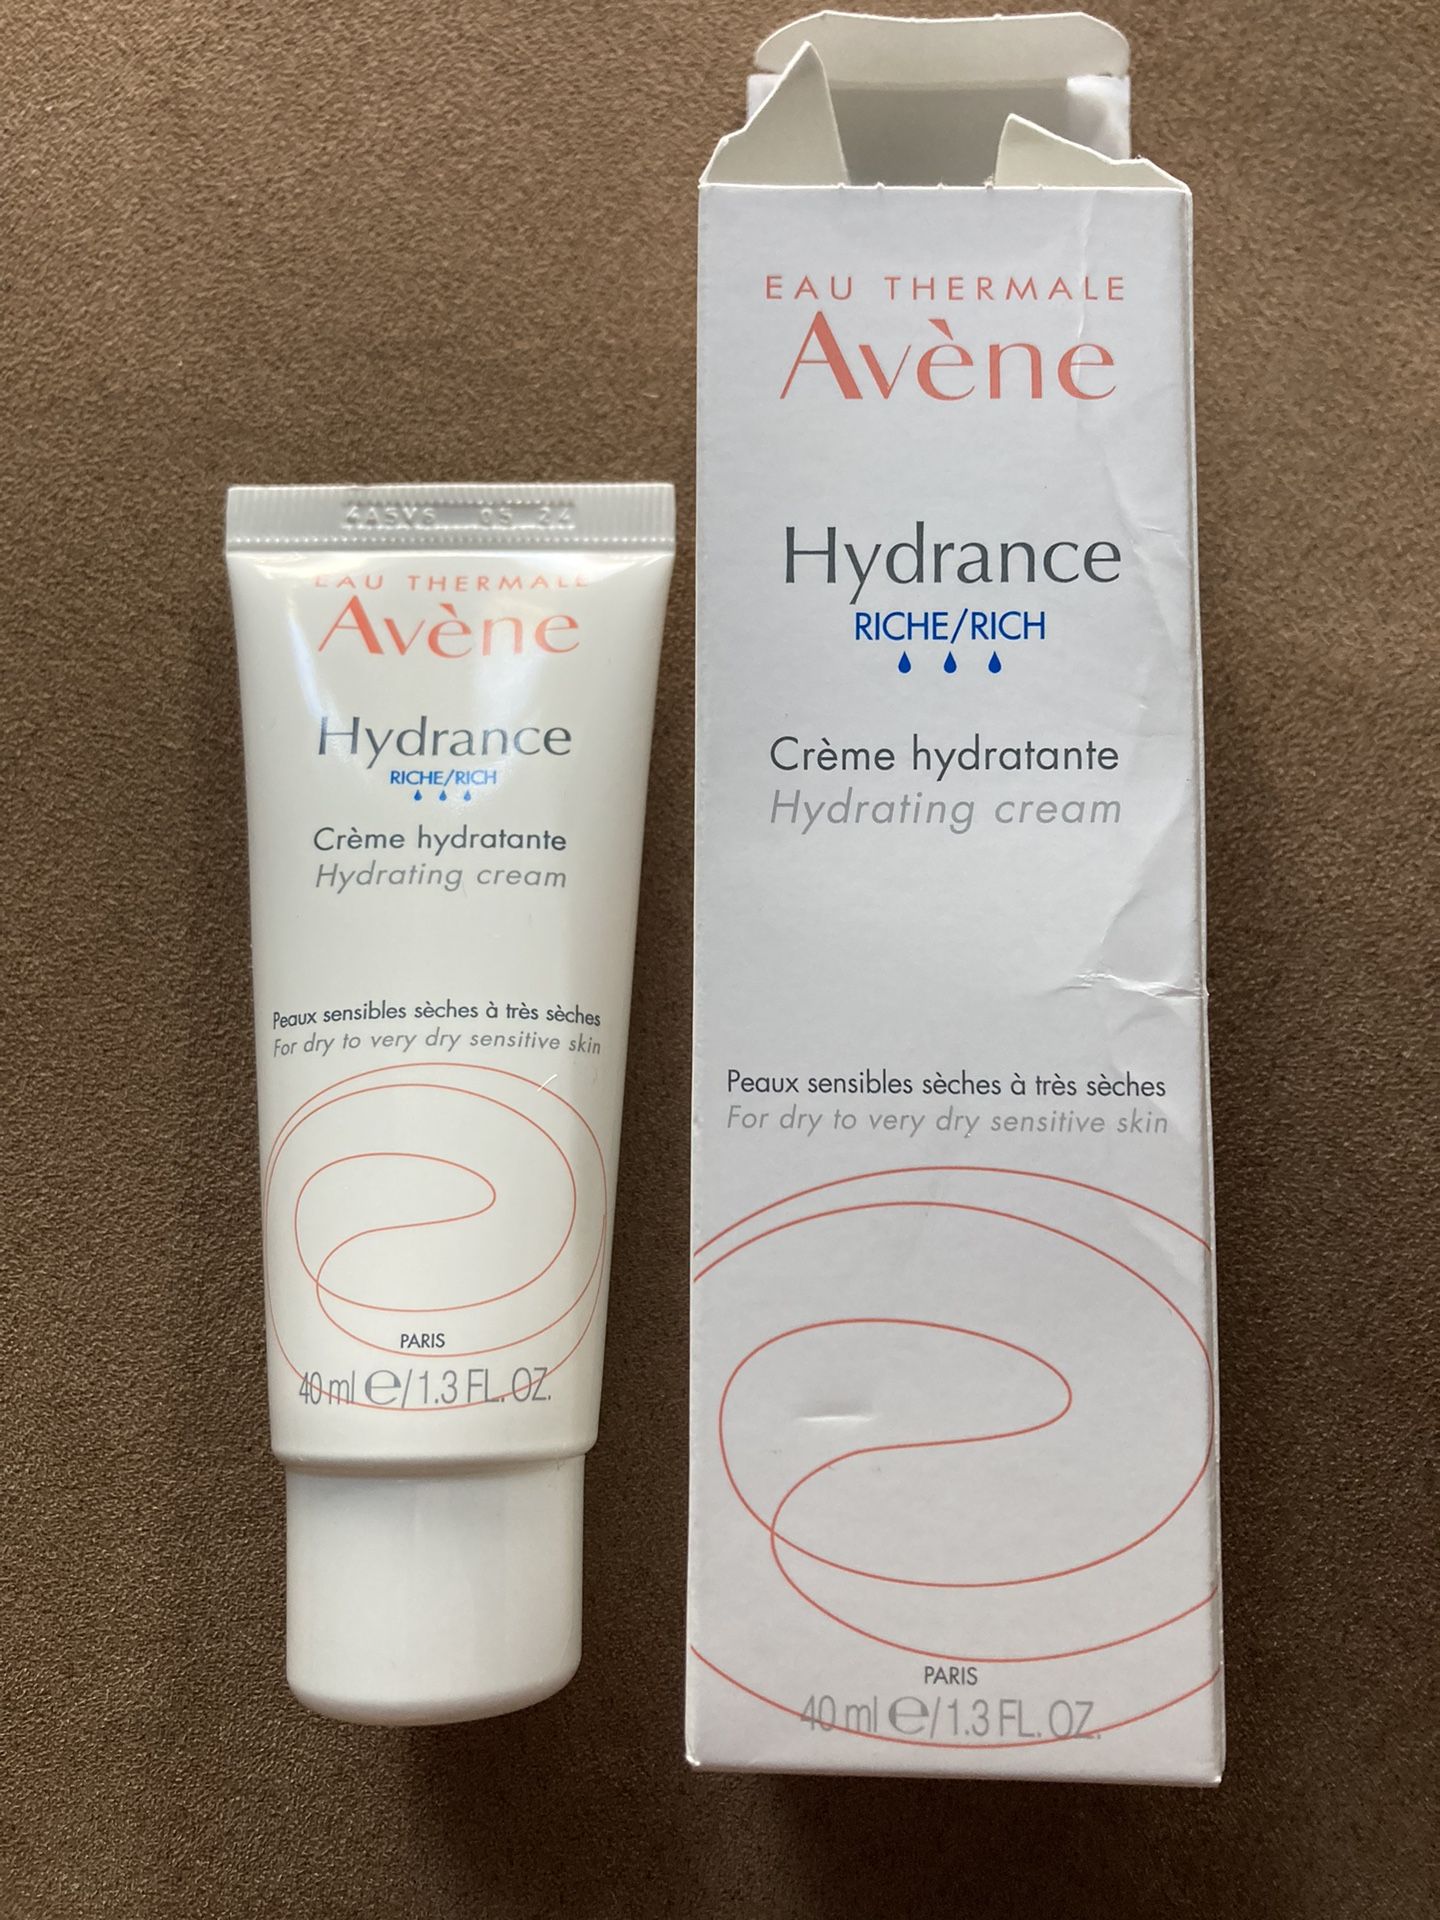 4A5V6 05 24
EAU THERMALE
Avène
Hydrance
RICHE/RICH
Crème hydratante
Hydrating cream
Peaux sensibles sèches à très sèches
For dry to very dry sensitive skin
PARIS
40 ml e/1.3 FL. OZ.
EAU THERMALE
Avène
Hydrance
RICHE/RICH
Crème hydratante
Hydrating cream
Peaux sensibles sèches à très sèches
For dry to very dry sensitive skin
PARIS
40 ml e/1.3 FL. OZ.